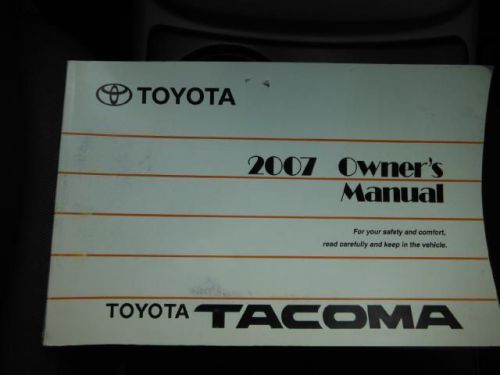 TOYOTA
2007 Owner's
Manual
For your safety and comfort,
read carefully and keep in the vehicle.
TOYOTA TACOMA